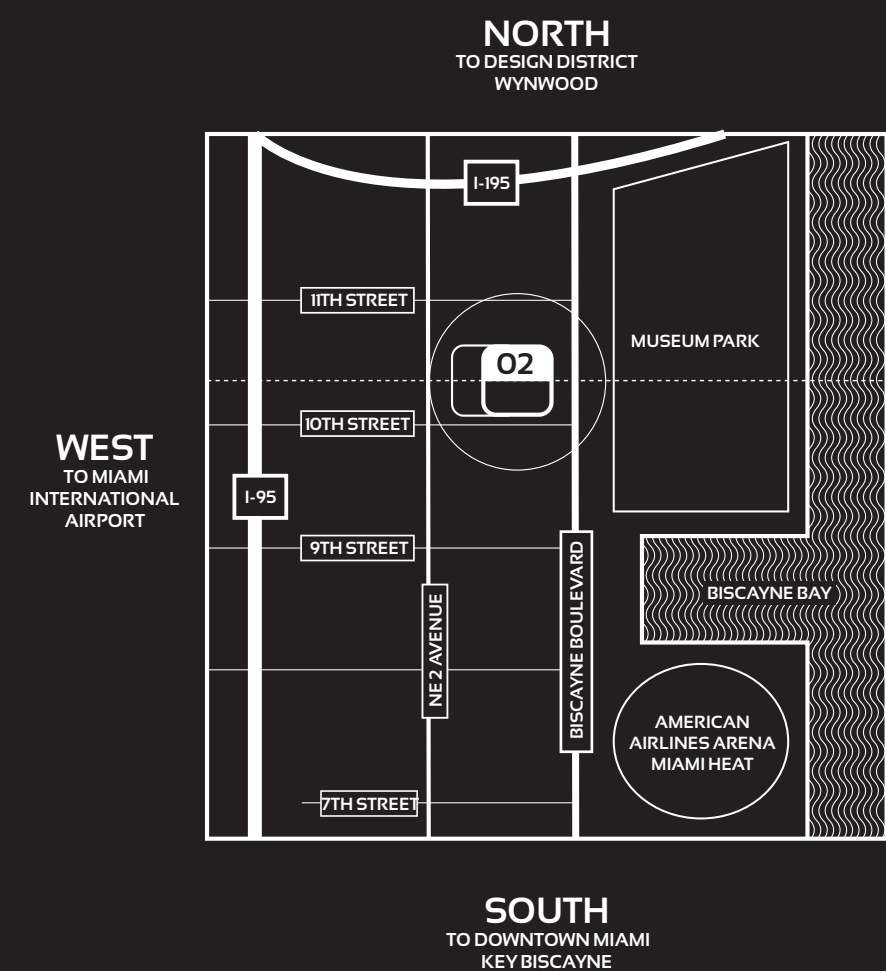 NORTH
TO DESIGN DISTRICT
WYNWOOD
I-195
11TH STREET
MUSEUM PARK
02
10TH STREET
WEST
TO MIAMI
INTERNATIONAL
AIRPORT
I-95
9TH STREET
BISCAYNE BOULEVARD
BISCAYNE BAY
NE 2 AVENUE
AMERICAN
AIRLINES ARENA
MIAMI HEAT
7TH STREET
SOUTH
TO DOWNTOWN MIAMI
KEY BISCAYNE